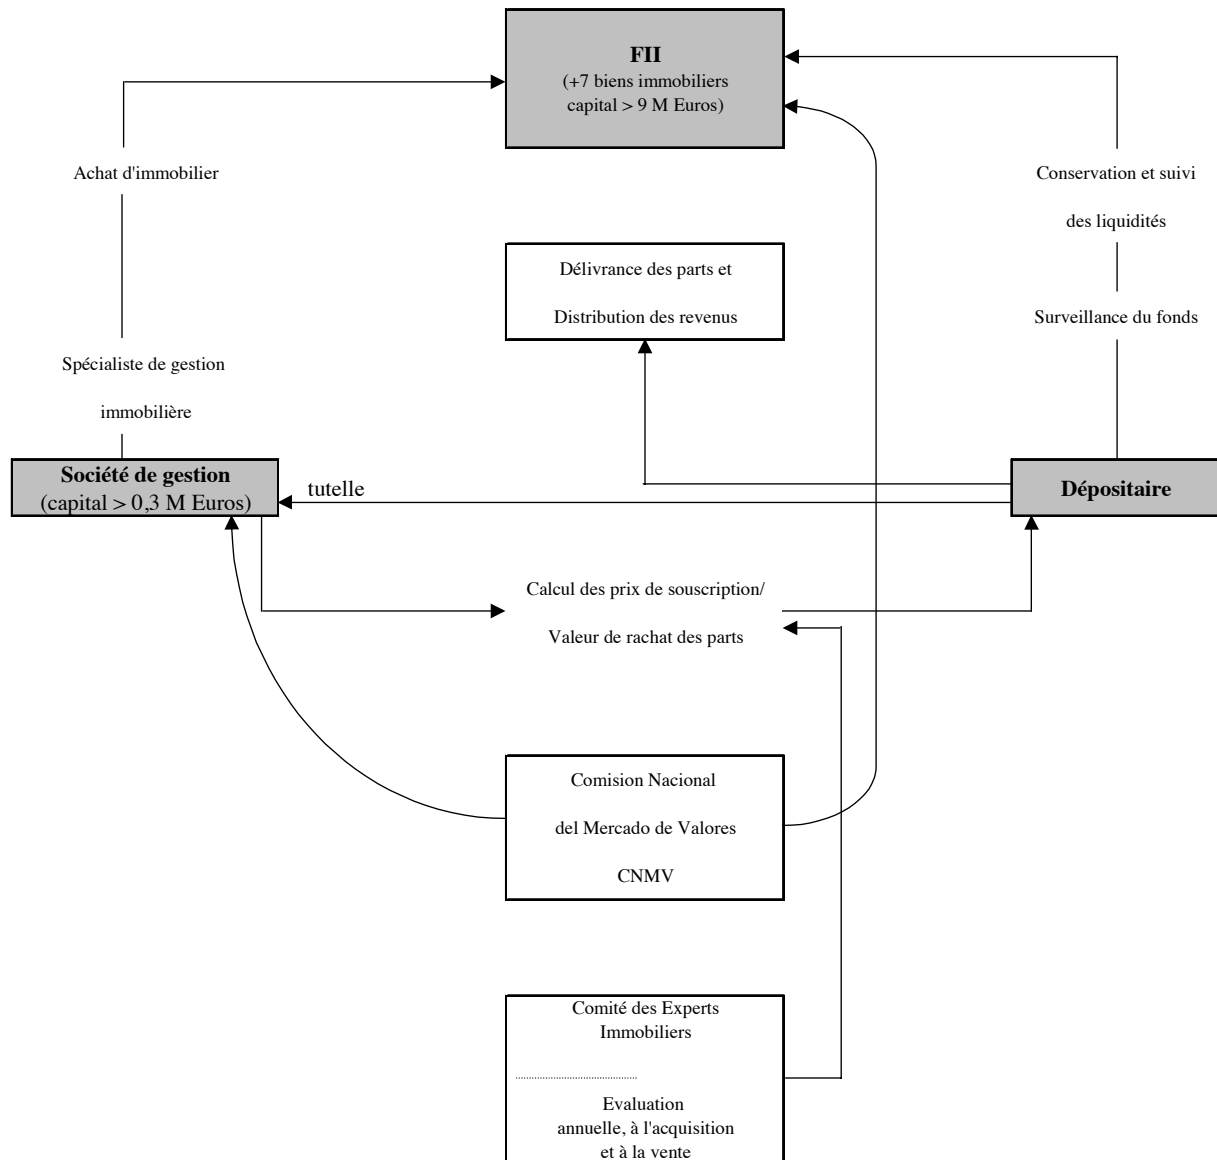 FII
(+7 biens immobiliers
capital > 9 M Euros)
Achat d'immobilier
Conservation et suivi
des liquidités
Délivrance des parts et
Distribution des revenus
Surveillance du fonds
Spécialiste de gestion
immobilière
Société de gestion
(capital > 0,3 M Euros)
tutelle
Dépositaire
Calcul des prix de souscription/
Valeur de rachat des parts
Comision Nacional
del Mercado de Valores
CNMV
Comité des Experts
Immobiliers
Evaluation
annuelle, à l'acquisition
et à la vente